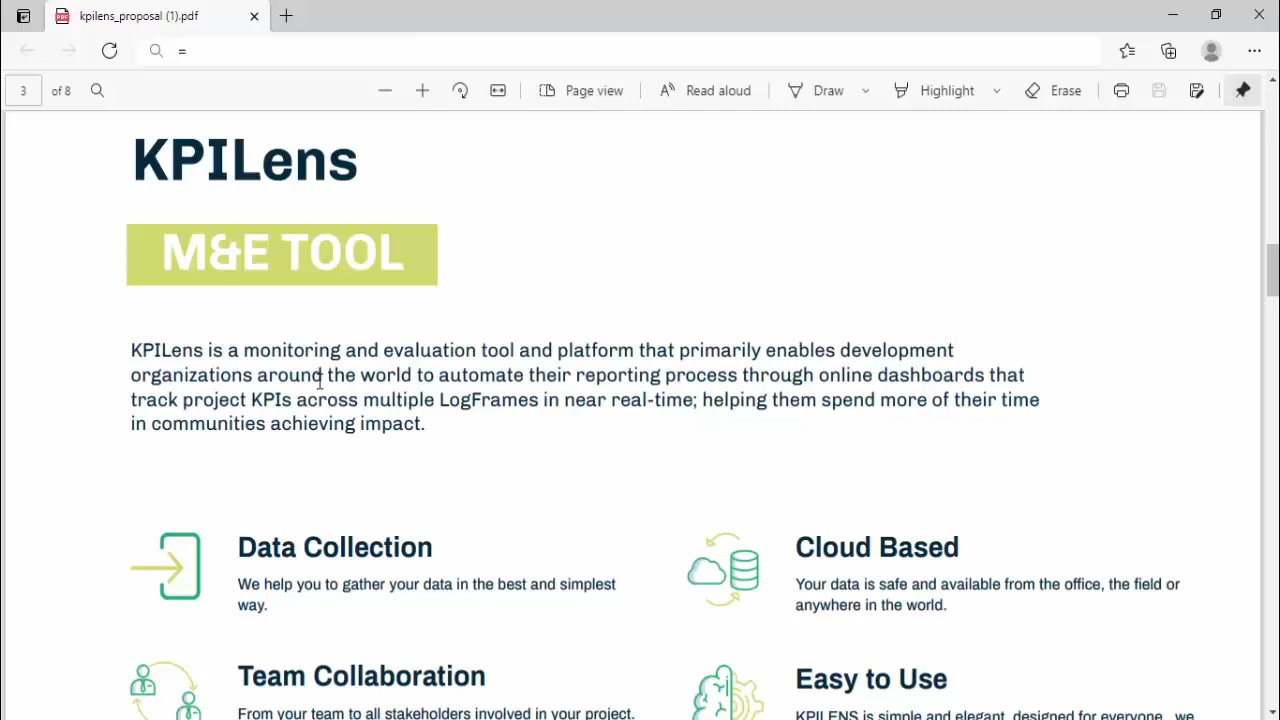 kpilens_proposal (1).pdf
=
3 of 8
Page view
Read aloud
Draw
Highlight
Erase
KPILens
M&E TOOL
KPILens is a monitoring and evaluation tool and platform that primarily enables development
organizations around the world to automate their reporting process through online dashboards that
track project KPIs across multiple LogFrames in near real-time; helping them spend more of their time
in communities achieving impact.
Data Collection
We help you to gather your data in the best and simplest
way.
Cloud Based
Your data is safe and available from the office, the field or
anywhere in the world.
Team Collaboration
From your team to all stakeholders involved in your project.
Easy to Use
KPILENS is simple and elegant, designed for everyone, we